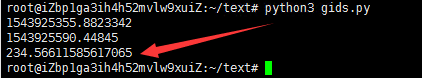 root@iZbp1ga3ih4h52mvlw9xuiZ:~/text# python3 gids.py
1543925355.8823342
1543925590.44845
234.56611585617065
root@iZbp1ga3ih4h52mvlw9xuiZ:~/text#